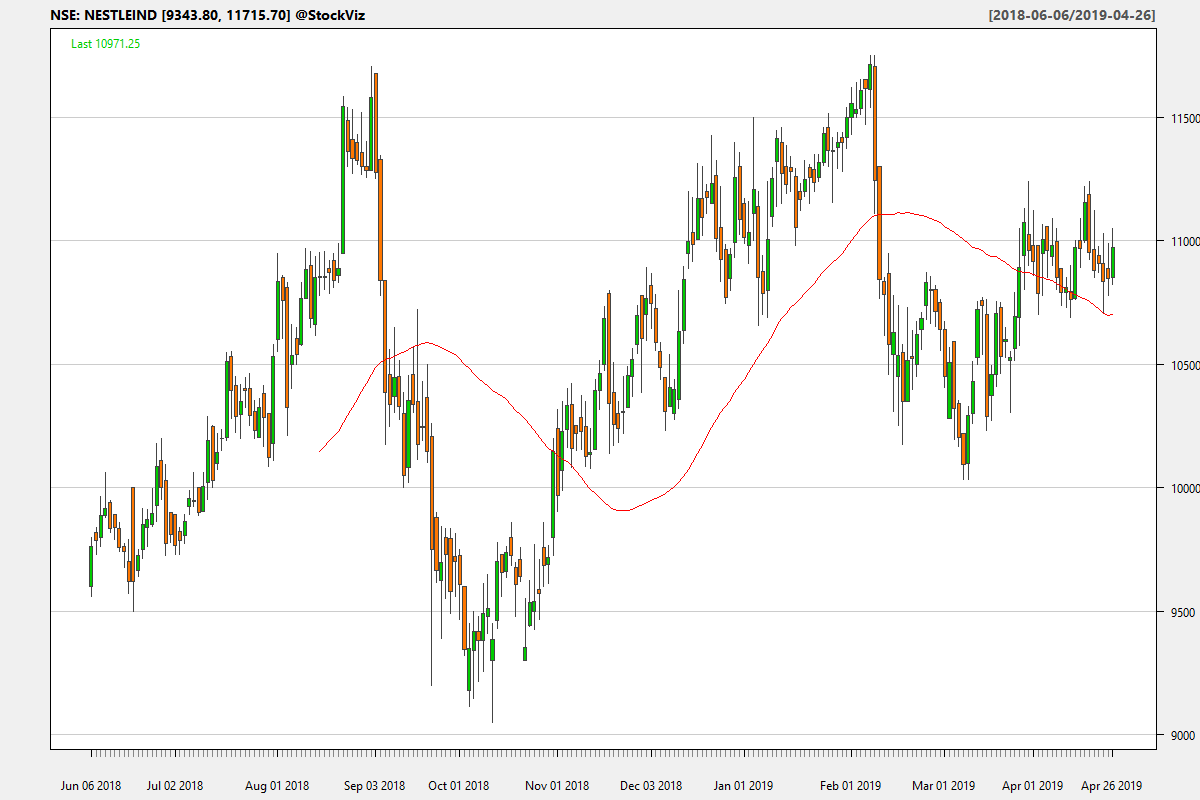 NSE: NESTLEIND [9343.80, 11715.70] @StockViz
[2018-06-06/2019-04-26]
Last 10971.25
11500
11000
10500
10000
9500
9000
Jun 06 2018
Jul 02 2018
Aug 01 2018
Sep 03 2018
Oct 01 2018
Nov 01 2018
Dec 03 2018
Jan 01 2019
Feb 01 2019
Mar 01 2019
Apr 01 2019
Apr 26 2019